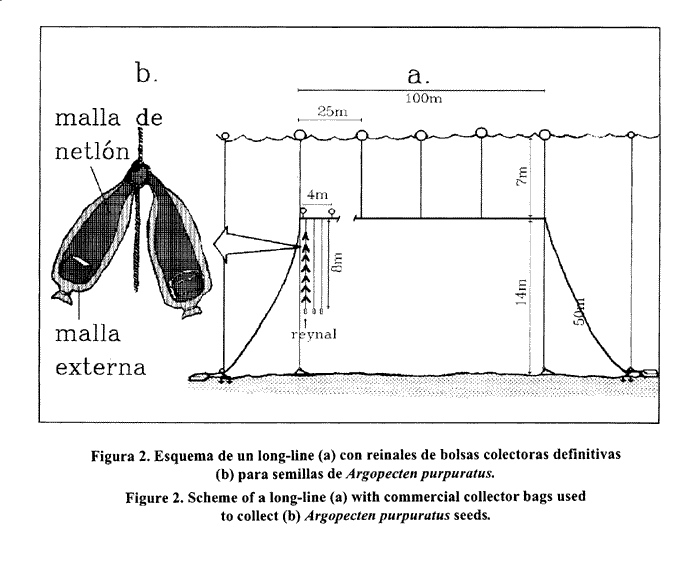 b.
a.
100m
25m
malla de
netlón
7m
4m
8m
14m
50m
reynal
malla
externa
Figura 2. Esquema de un long-line (a) con reinales de bolsas colectoras definitivas
(b) para semillas de Argopecten purpuratus.
Figure 2. Scheme of a long-line (a) with commercial collector bags used
to collect (b) Argopecten purpuratus seeds.